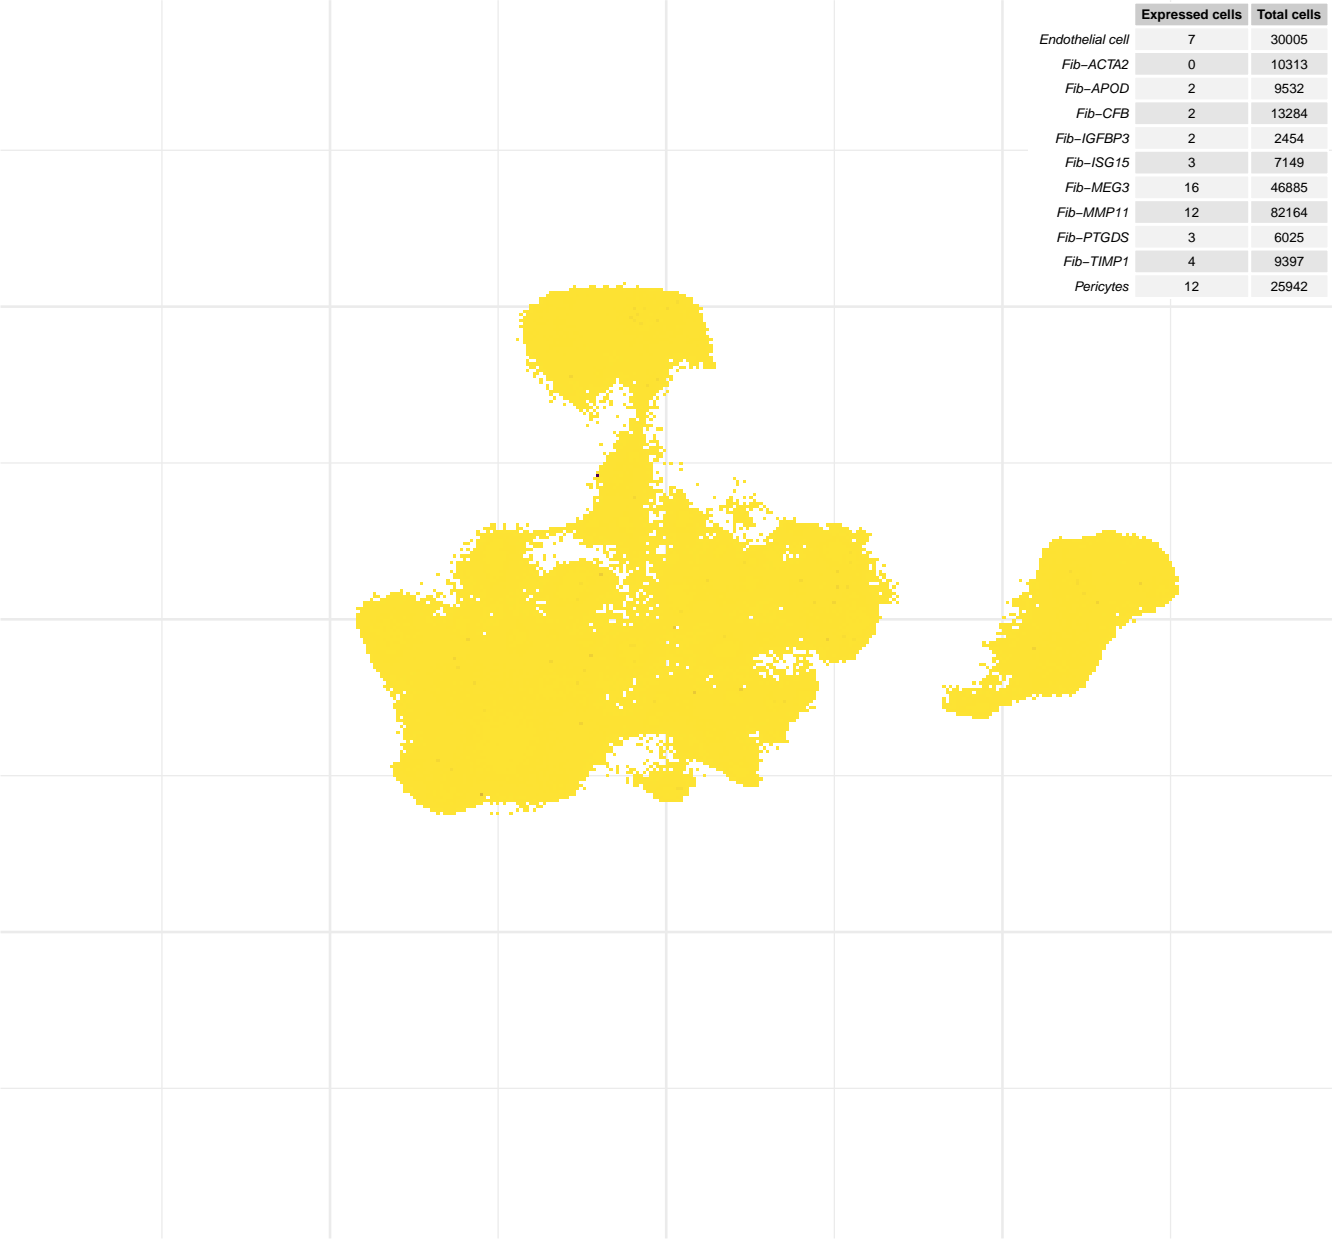 Expressed cells Total cells
Endothelial cell 7 30005
Fib−ACTA2 0 10313
Fib−APOD 2 9532
Fib−CFB 2 13284
Fib−IGFBP3 2 2454
Fib−ISG15 3 7149
Fib−MEG3 16 46885
Fib−MMP11 12 82164
Fib−PTGDS 3 6025
Fib−TIMP1 4 9397
Pericytes 12 25942